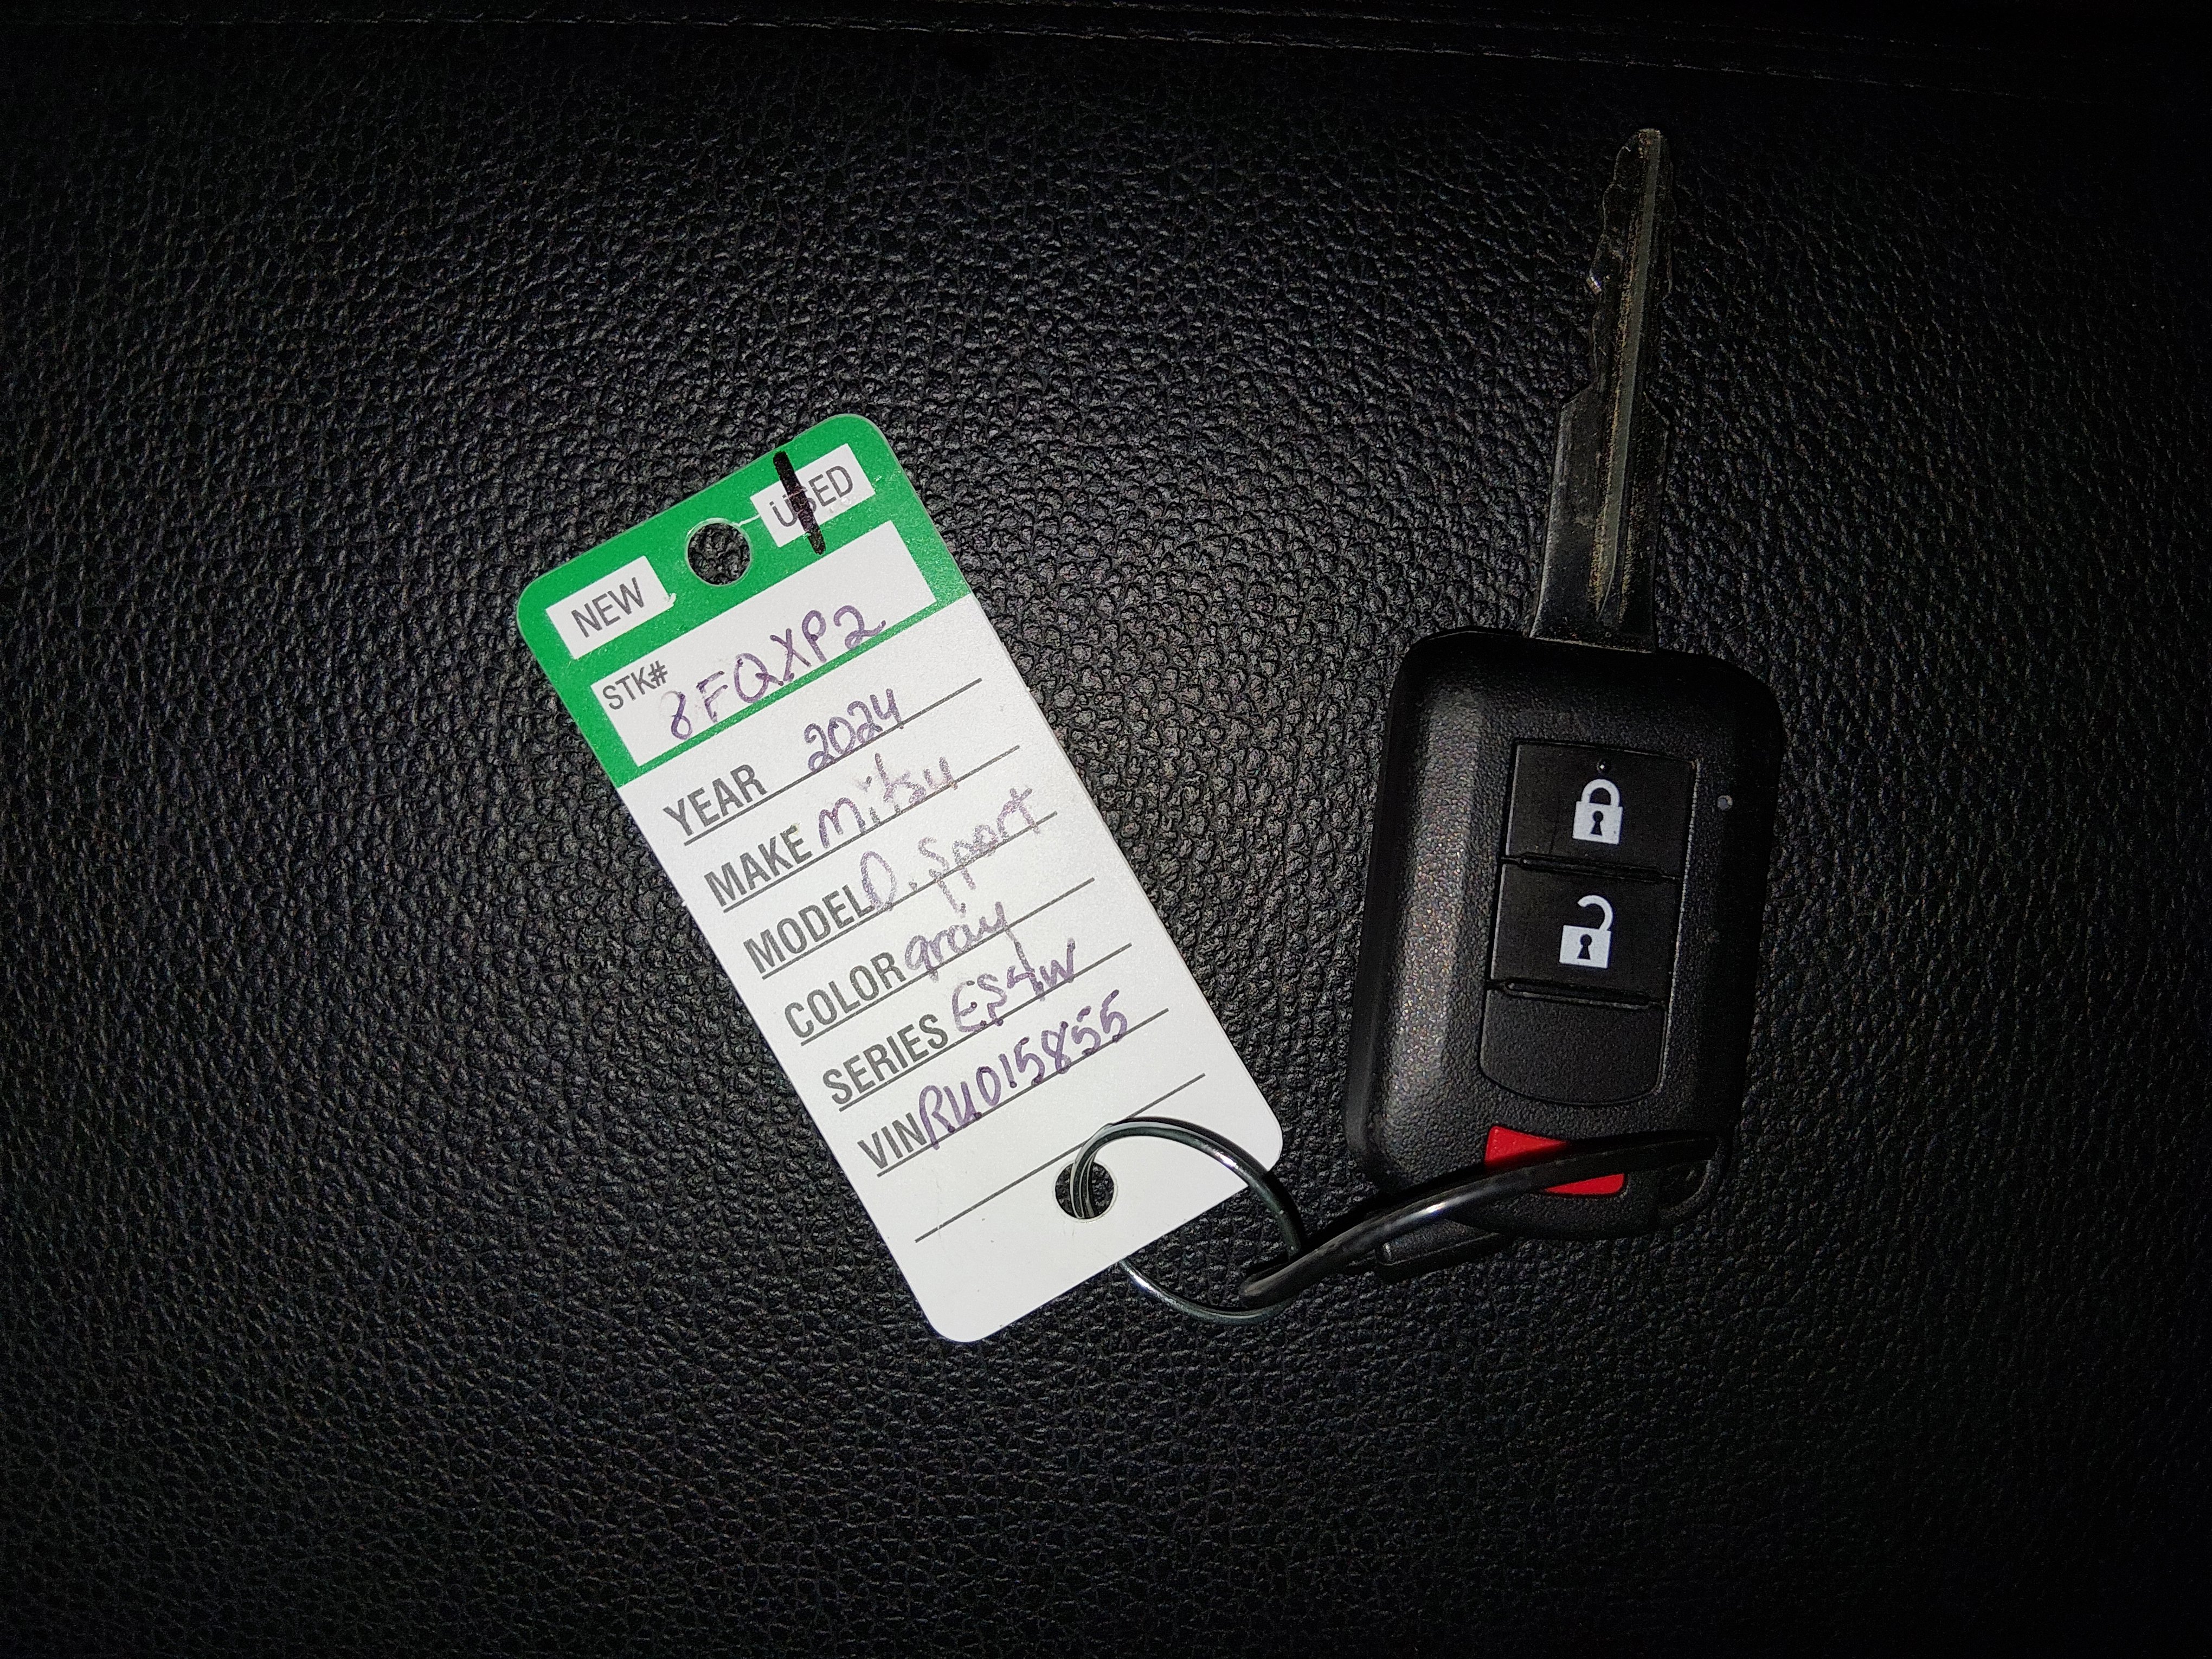 NEW USED
STK# 8FQXP2
YEAR 2024
MAKE mitsu
MODEL O. Sport
COLOR gray
SERIES ES4W
VIN RU015855